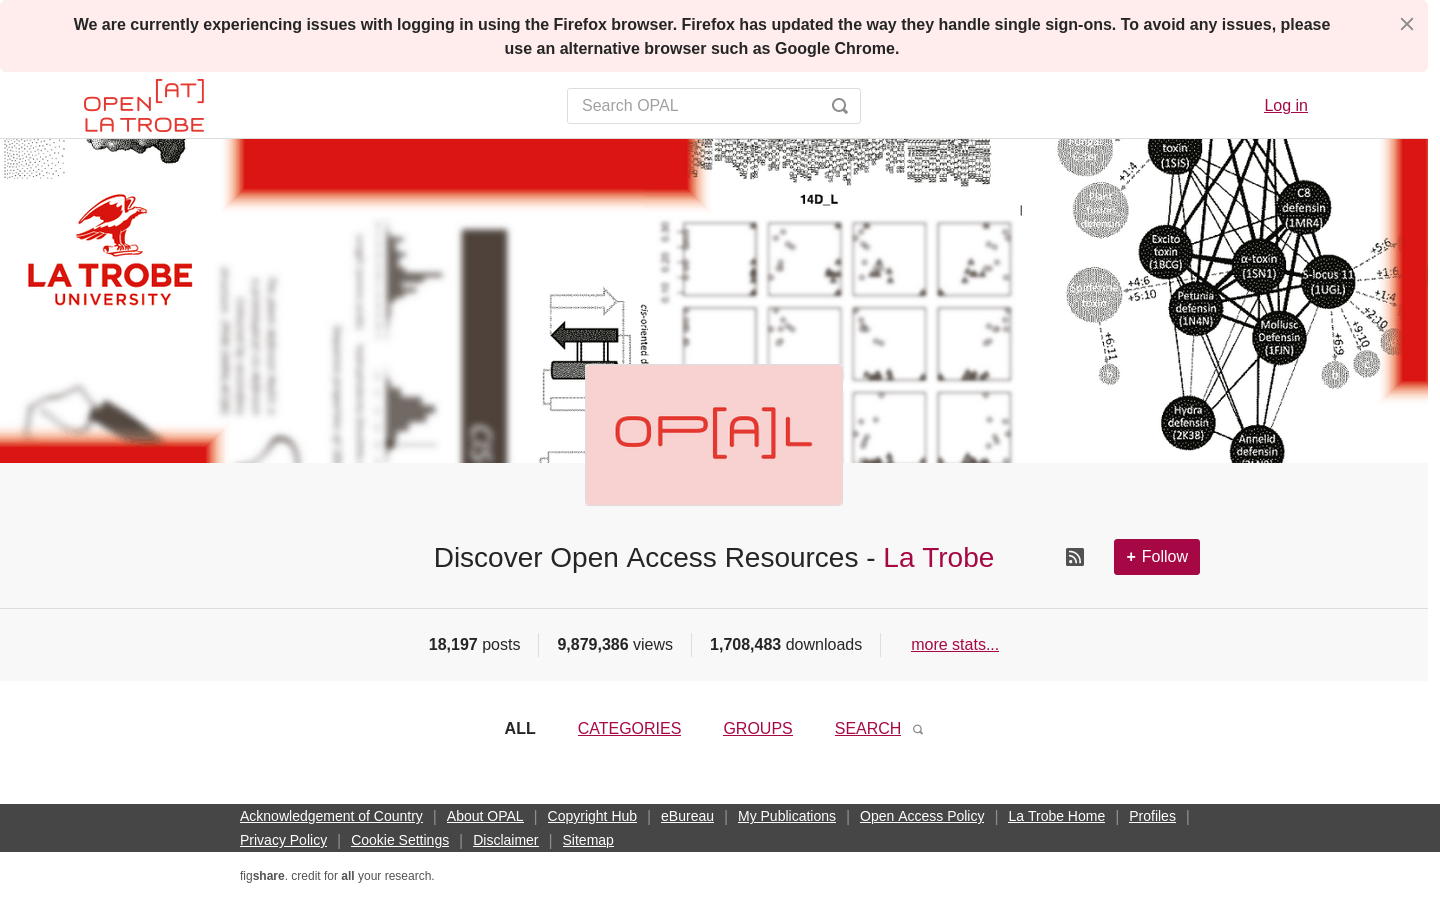 We are currently experiencing issues with logging in using the Firefox browser. Firefox has updated the way they handle single sign-ons. To avoid any issues, please
use an alternative browser such as Google Chrome.
OPEN[AT]
LA TROBE
Search OPAL
Log in
LA TROBE
UNIVERSITY
14D_L
cis-oriented d
toxin
(1SIS)
+1:4
C8
defensin
(1MR4)
Excito
toxin
(1BCG)
α-toxin
(1SN1)
S-locus 11
(1UGL)
+5:6
+1:6
+4:6
+5:10
+1:4
Petunia
defensin
(1N4N)
Mollusc
Defensin
(1FJN)
+2:10
+9:10
+6:9
+6:11
Hydra
defensin
(2K3B)
Annelid
defensin
OP[A]L
Discover Open Access Resources - La Trobe
+ Follow
18,197 posts
9,879,386 views
1,708,483 downloads
more stats...
ALL
CATEGORIES
GROUPS
SEARCH
Acknowledgement of Country | About OPAL | Copyright Hub | eBureau | My Publications | Open Access Policy | La Trobe Home | Profiles |
Privacy Policy | Cookie Settings | Disclaimer | Sitemap
figshare. credit for all your research.